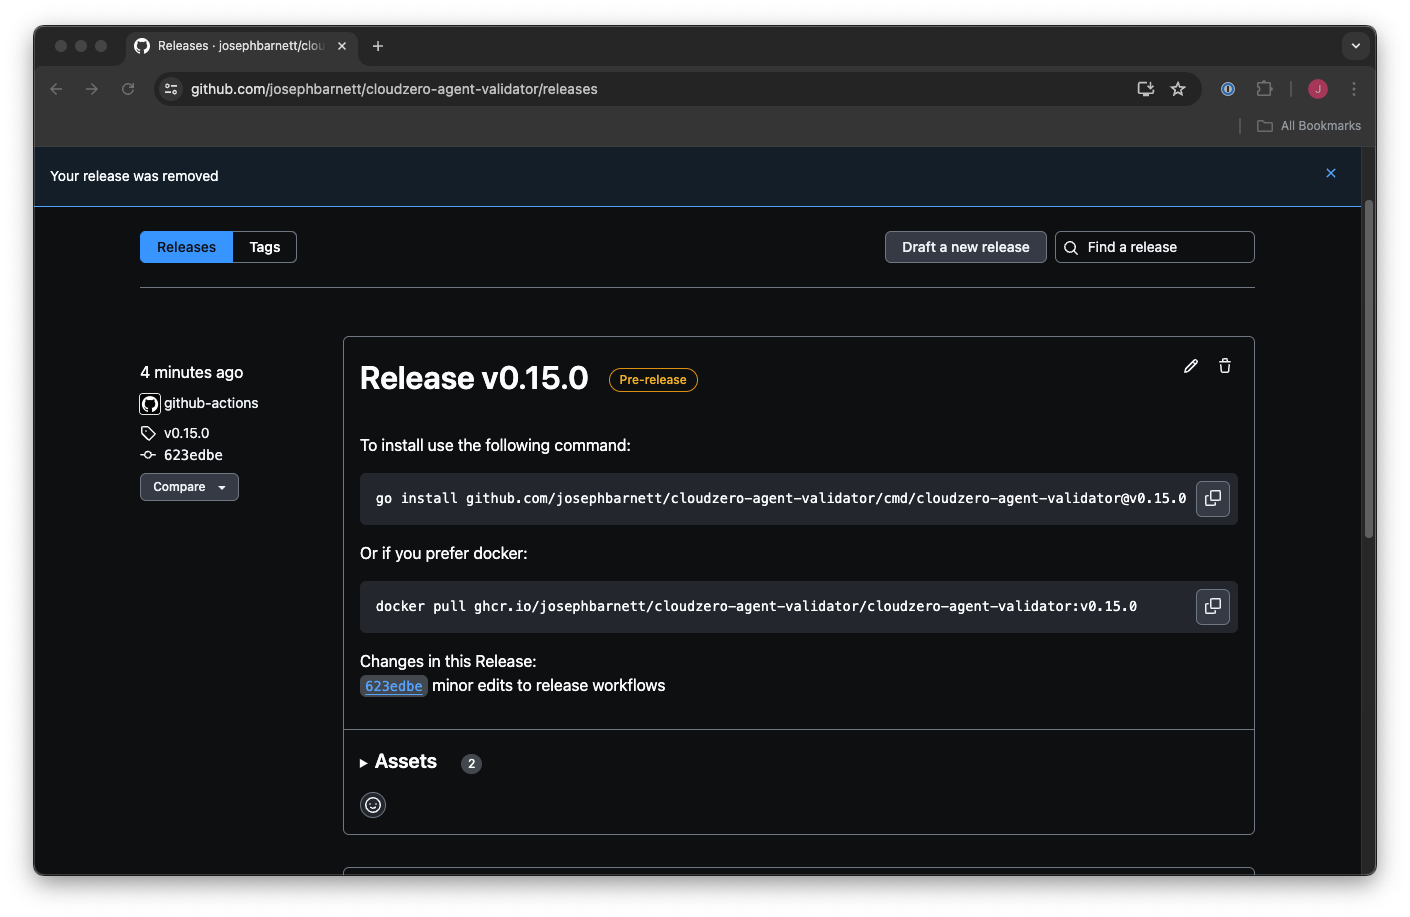 Releases · josephbarnett/clou
github.com/josephbarnett/cloudzero-agent-validator/releases
J
All Bookmarks
Your release was removed
Releases
Tags
Draft a new release
Find a release
4 minutes ago
github-actions
v0.15.0
623edbe
Compare
Release v0.15.0
Pre-release
To install use the following command:
go install github.com/josephbarnett/cloudzero-agent-validator/cmd/cloudzero-agent-validator@v0.15.0
Or if you prefer docker:
docker pull ghcr.io/josephbarnett/cloudzero-agent-validator/cloudzero-agent-validator:v0.15.0
Changes in this Release:
623edbe minor edits to release workflows
Assets 2